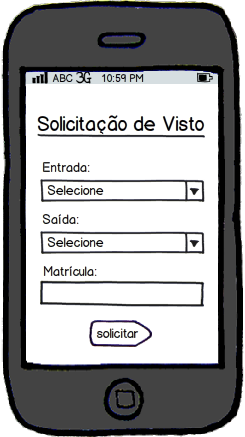 ABC 3G 10:59 PM
Solicitação de Visto
Entrada:
Selecione
Saída:
Selecione
Matrícula:
solicitar